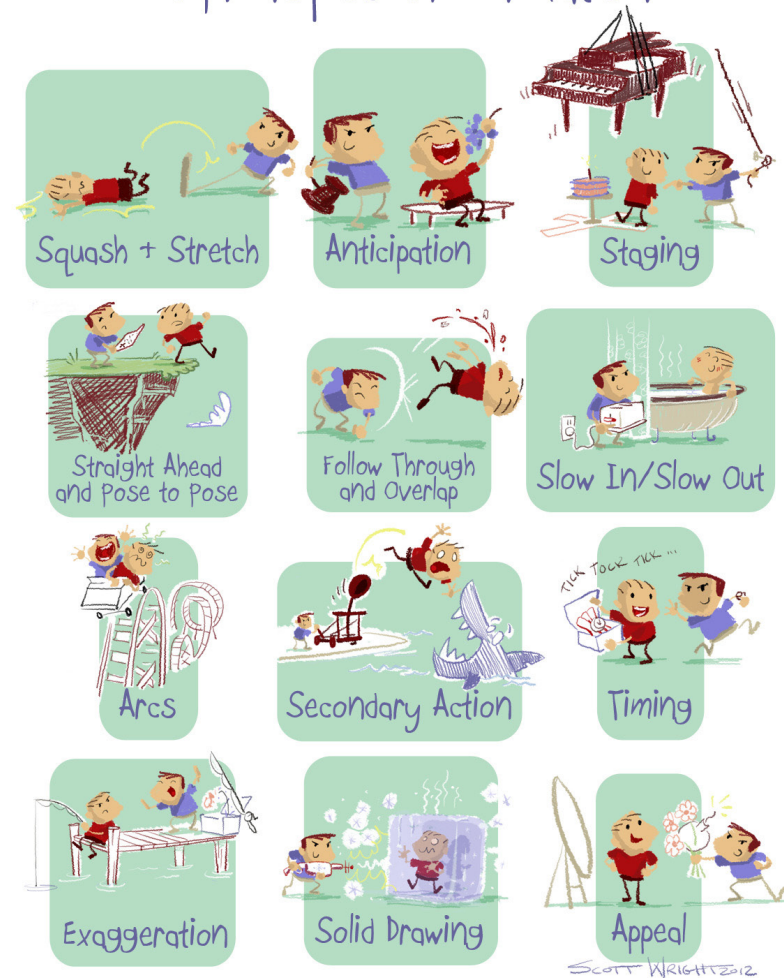 Squash + Stretch
Anticipation
Staging
Straight Ahead
and Pose to Pose
Follow Through
and Overlap
Slow In/Slow Out
TICK TOCK TICK ...
Arcs
Secondary Action
Timing
Exaggeration
Solid Drawing
Appeal
SCOTT WRIGHT 2012